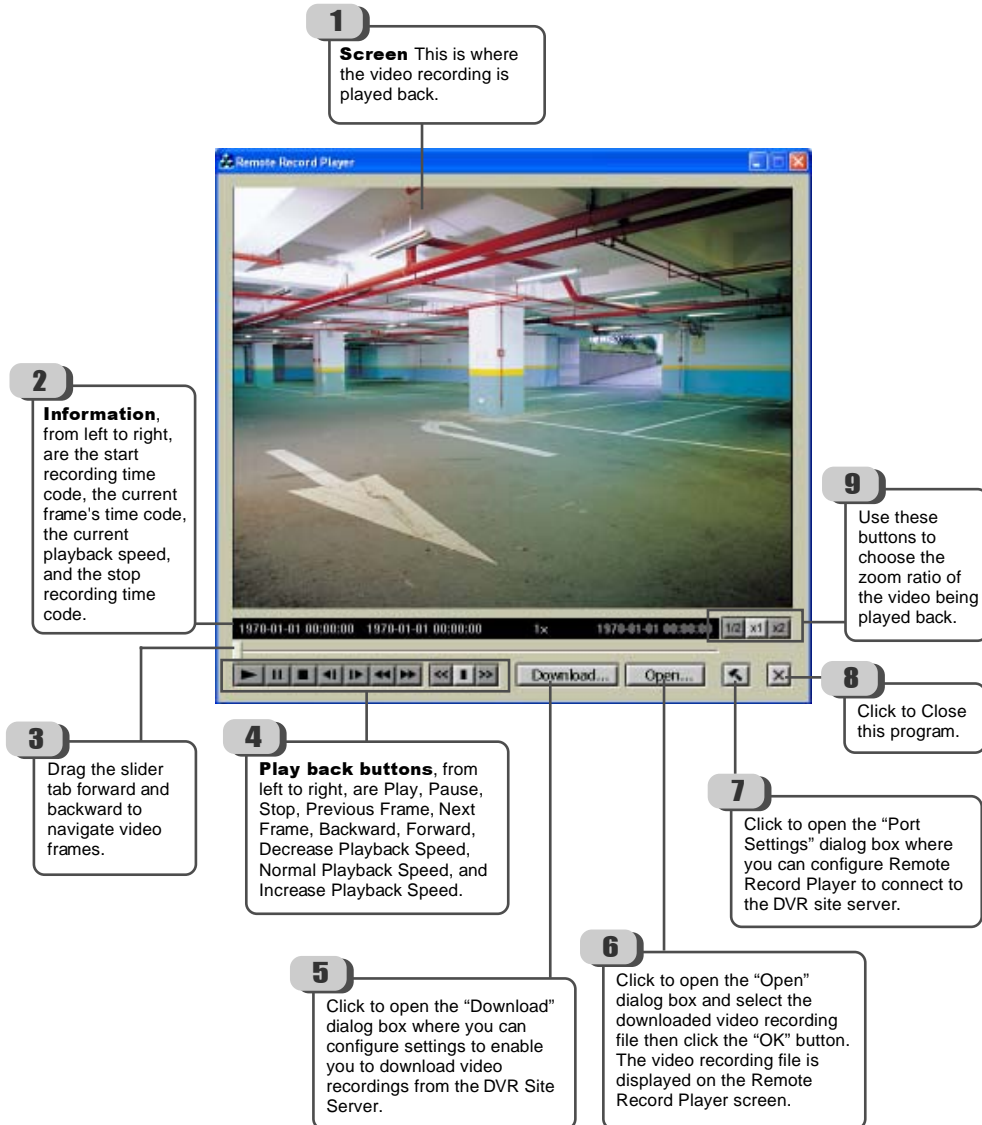 1
Screen This is where
the video recording is
played back.
Remote Record Player
2
Information,
from left to right,
are the start
recording time
code, the current
frame's time code,
the current
playback speed,
and the stop
recording time
code.
9
Use these
buttons to
choose the
zoom ratio of
the video being
played back.
1970-01-01 00:00:00 1970-01-01 00:00:00 1x 1970-01-01 00:00:00 1/2 x1 x2
Download... Open...
3
Drag the slider
tab forward and
backward to
navigate video
frames.
4
Play back buttons, from
left to right, are Play, Pause,
Stop, Previous Frame, Next
Frame, Backward, Forward,
Decrease Playback Speed,
Normal Playback Speed, and
Increase Playback Speed.
8
Click to Close
this program.
7
Click to open the “Port
Settings” dialog box where
you can configure Remote
Record Player to connect to
the DVR site server.
5
Click to open the “Download”
dialog box where you can
configure settings to enable
you to download video
recordings from the DVR Site
Server.
6
Click to open the “Open”
dialog box and select the
downloaded video recording
file then click the “OK” button.
The video recording file is
displayed on the Remote
Record Player screen.